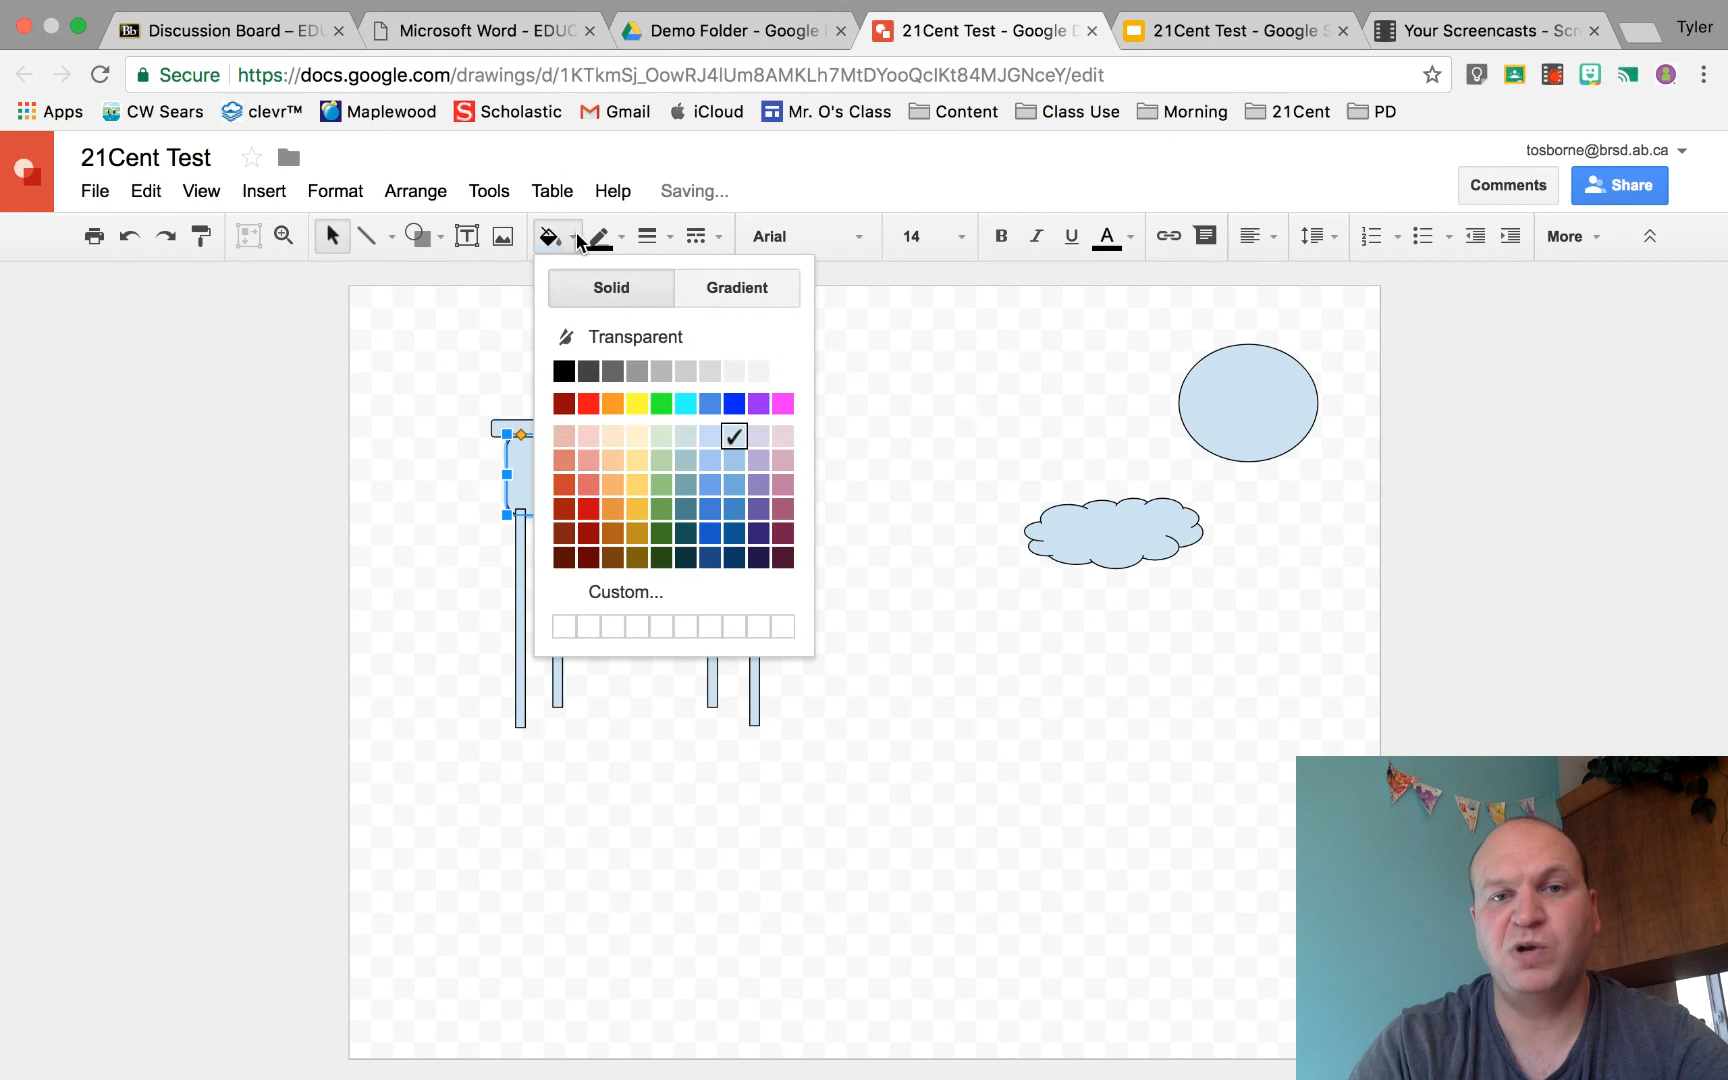 Bb Discussion Board – EDU
Microsoft Word - EDUC
Demo Folder - Google
21Cent Test - Google D
21Cent Test - Google S
Your Screencasts - Scr
Tyler
Secure https://docs.google.com/drawings/d/1KTkmSj_OowRJ4lUm8AMKLh7MtDYooQcIKt84MJGNceY/edit
Apps CW Sears clevr™ Maplewood S Scholastic Gmail iCloud Mr. O's Class Content Class Use Morning 21Cent PD
21Cent Test
tosborne@brsd.ab.ca
File Edit View Insert Format Arrange Tools Table Help Saving...
Comments Share
T Arial 14 B I U A More
Solid Gradient
Transparent
Custom...